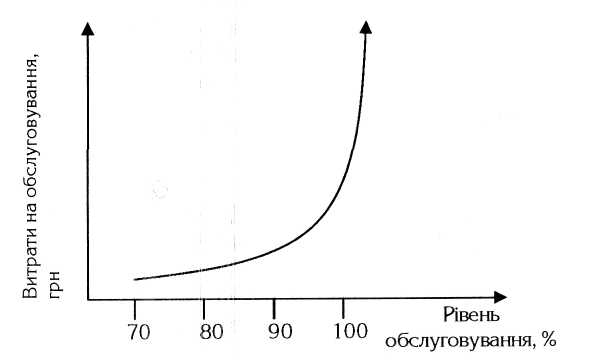 Витрати на обслуговування,
грн
70 80 90 100
Рівень
обслуговування, %